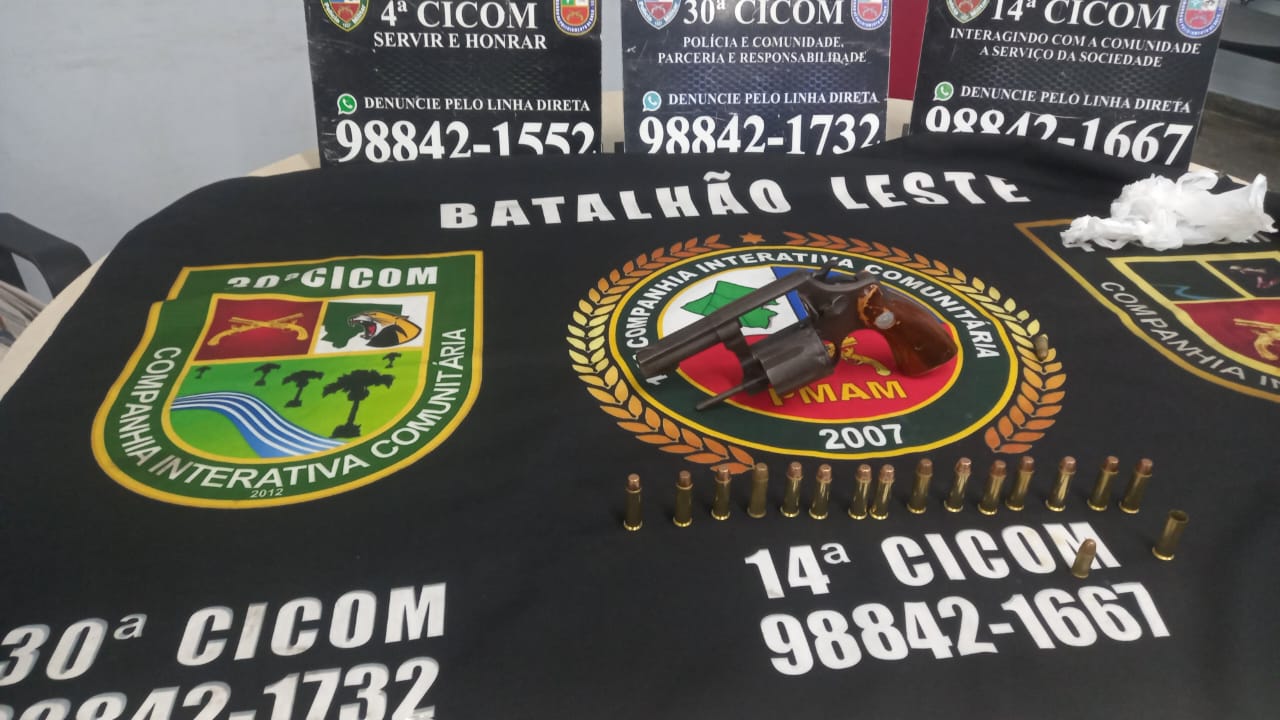 4ª CICOM
SERVIR E HONRAR
DENUNCIE PELO LINHA DIRETA
98842-1552
30ª CICOM
POLÍCIA E COMUNIDADE,
PARCERIA E RESPONSABILIDADE
DENUNCIE PELO LINHA DIRETA
98842-1732
14ª CICOM
INTERAGINDO COM A COMUNIDADE
A SERVIÇO DA SOCIEDADE
DENUNCIE PELO LINHA DIRETA
98842-1667
BATALHÃO LESTE
30ª CICOM
COMPANHIA INTERATIVA COMUNITÁRIA
2012
COMPANHIA INTERATIVA COMUNITÁRIA
PMAM
2007
COMPANHIA
30ª CICOM
98842-1732
14ª CICOM
98842-1667